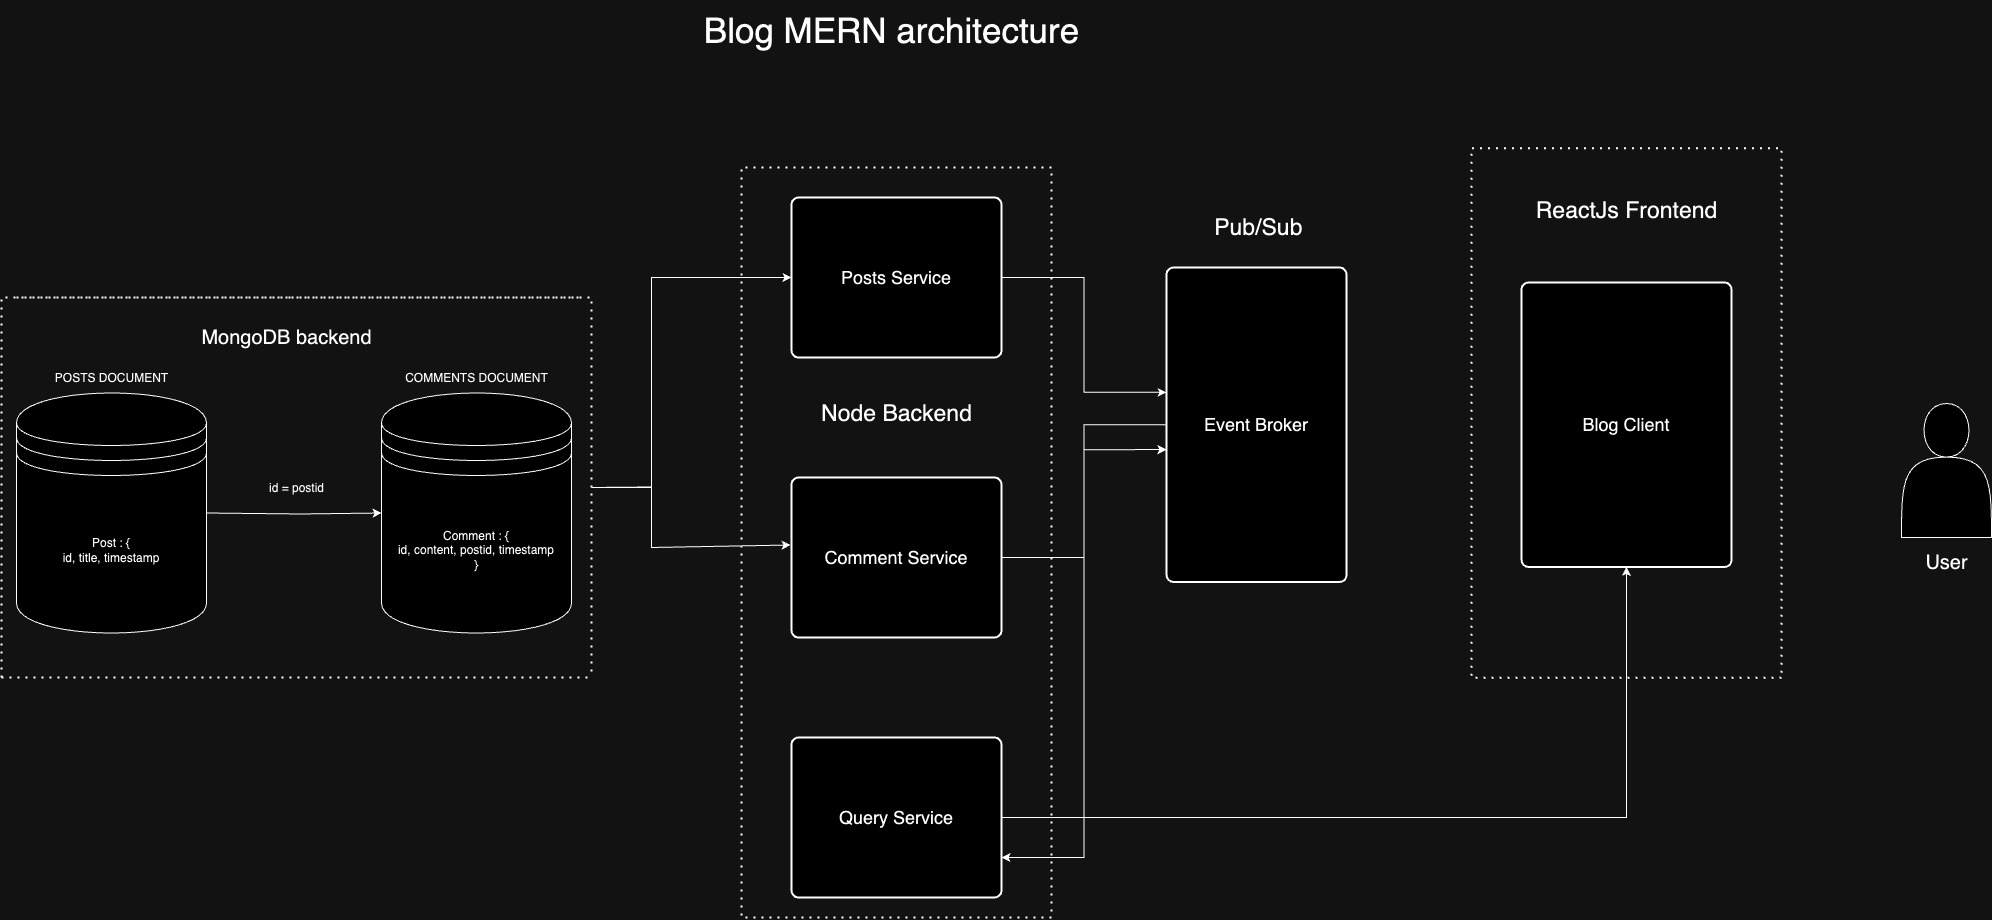 Blog MERN architecture
MongoDB backend
POSTS DOCUMENT
Post : {
id, title, timestamp
id = postid
COMMENTS DOCUMENT
Comment : {
id, content, postid, timestamp
}
Posts Service
Node Backend
Comment Service
Query Service
Pub/Sub
Event Broker
ReactJs Frontend
Blog Client
User